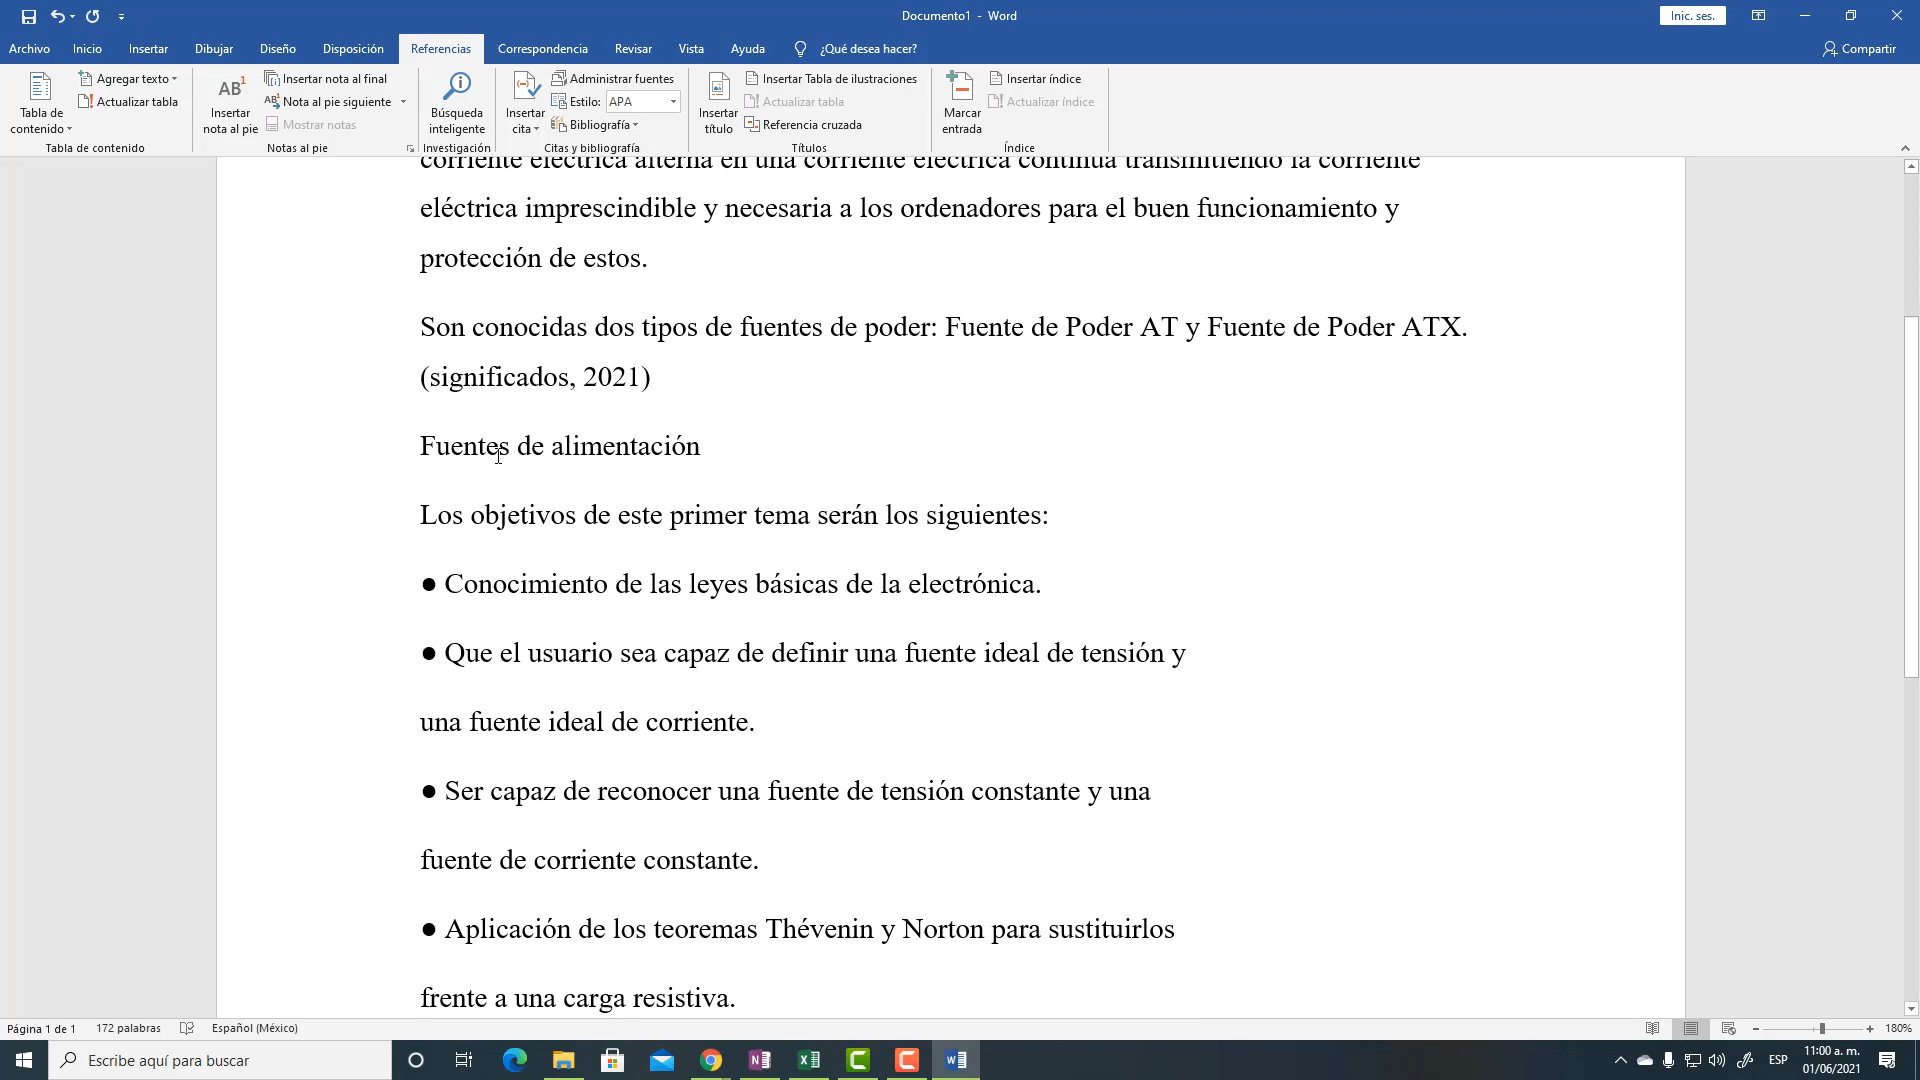 Documento1 - Word
Inic. ses.
Archivo Inicio Insertar Dibujar Diseño Disposición Referencias Correspondencia Revisar Vista Ayuda ¿Qué desea hacer? Compartir
Tabla de contenido
Agregar texto
Actualizar tabla
Tabla de contenido
AB1
Insertar nota al pie
Insertar nota al final
Nota al pie siguiente
Mostrar notas
Notas al pie
Búsqueda inteligente
Investigación
Insertar cita
Administrar fuentes
Estilo: APA
Bibliografía
Citas y bibliografía
Insertar título
Insertar Tabla de ilustraciones
Actualizar tabla
Referencia cruzada
Títulos
Marcar entrada
Insertar índice
Actualizar índice
Índice
corriente eléctrica alterna en una corriente eléctrica continua transmitiendo la corriente
eléctrica imprescindible y necesaria a los ordenadores para el buen funcionamiento y
protección de estos.
Son conocidas dos tipos de fuentes de poder: Fuente de Poder AT y Fuente de Poder ATX.
(significados, 2021)
Fuentes de alimentación
Los objetivos de este primer tema serán los siguientes:
● Conocimiento de las leyes básicas de la electrónica.
● Que el usuario sea capaz de definir una fuente ideal de tensión y
una fuente ideal de corriente.
● Ser capaz de reconocer una fuente de tensión constante y una
fuente de corriente constante.
● Aplicación de los teoremas Thévenin y Norton para sustituirlos
frente a una carga resistiva.
Página 1 de 1 172 palabras Español (México) 180%
Escribe aquí para buscar
ESP
11:00 a. m.
01/06/2021